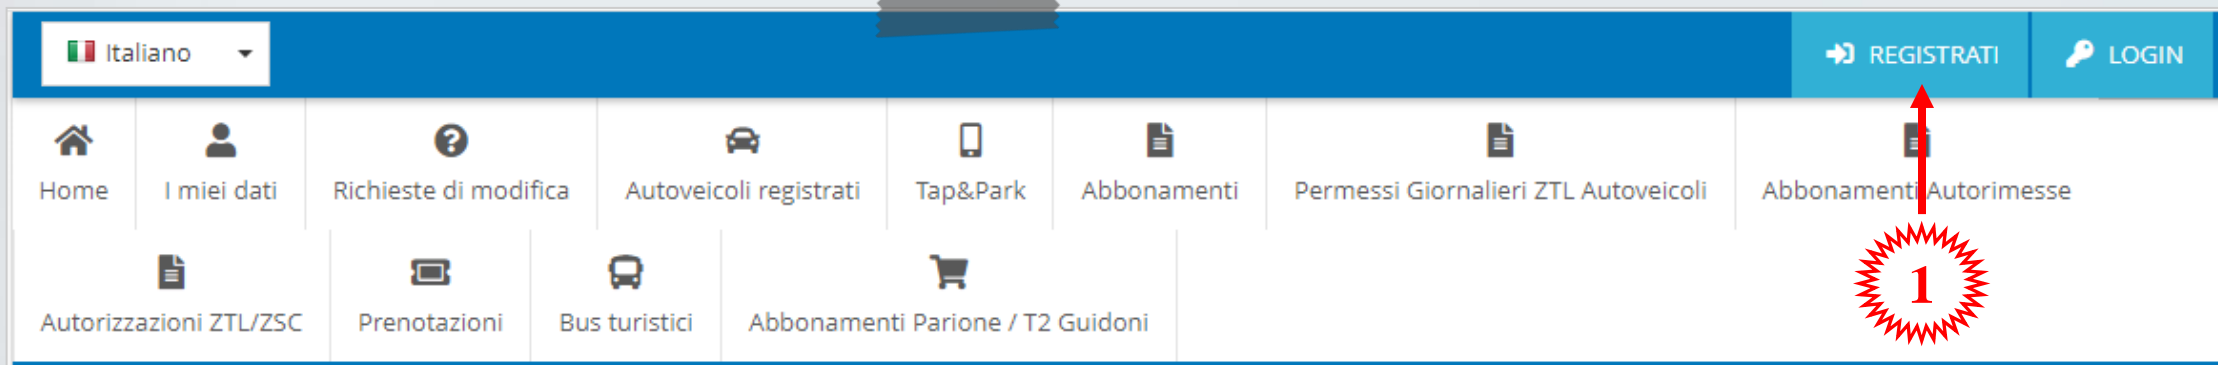 Italiano
REGISTRATI
LOGIN
Home
I miei dati
Richieste di modifica
Autoveicoli registrati
Tap&Park
Abbonamenti
Permessi Giornalieri ZTL Autoveicoli
Abbonamenti Autorimesse
Autorizzazioni ZTL/ZSC
Prenotazioni
Bus turistici
Abbonamenti Parione / T2 Guidoni
1